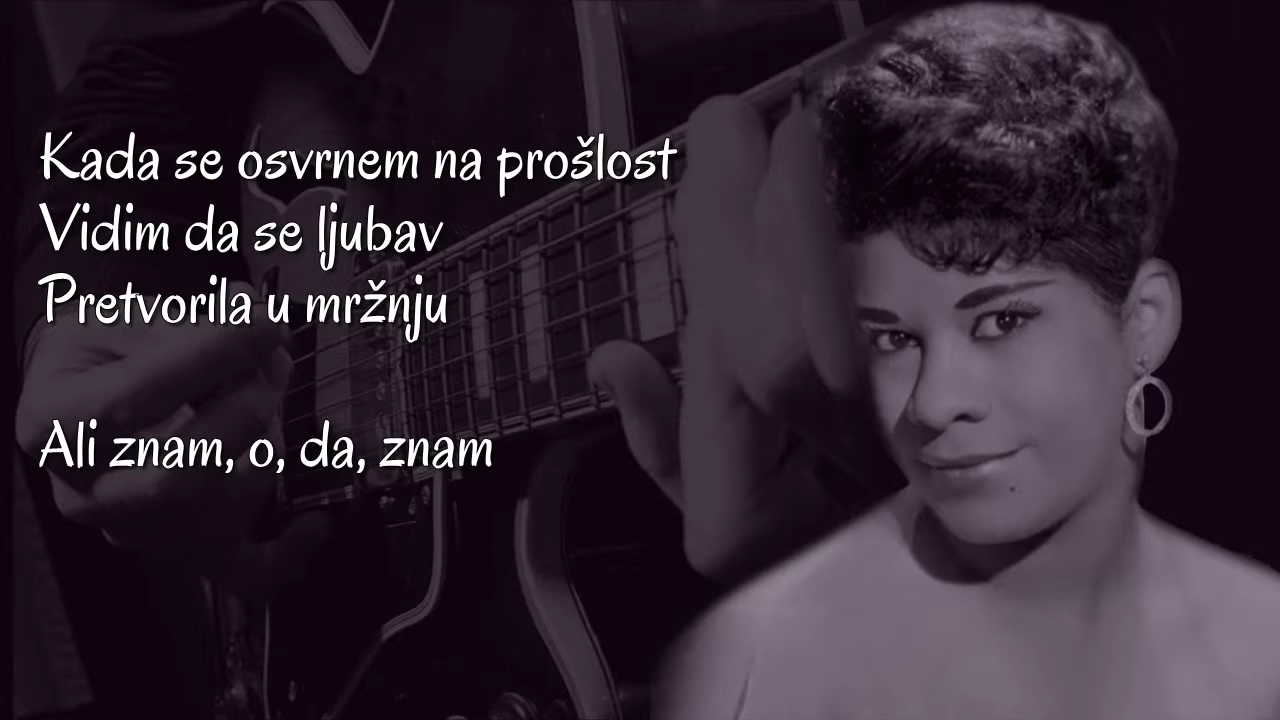 Kada se osvrnem na prošlost
Vidim da se ljubav
Pretvorila u mržnju
Ali znam, o, da, znam